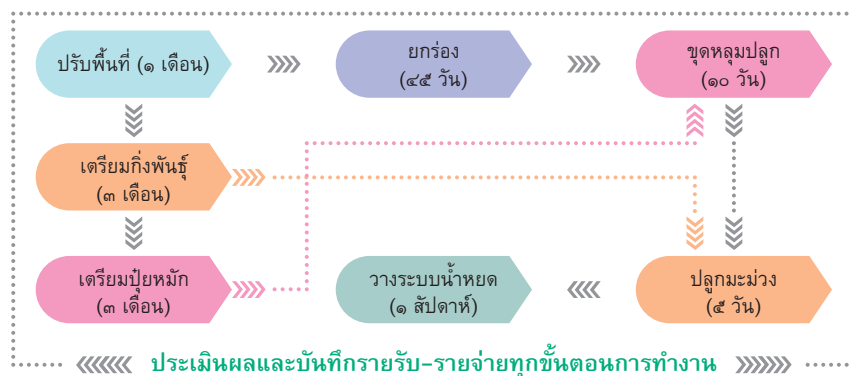 ปรับพื้นที่ (๑ เดือน)
ยกร่อง
(๔๕ วัน)
ขุดหลุมปลูก
(๑๐ วัน)
เตรียมกิ่งพันธุ์
(๓ เดือน)
เตรียมปุ๋ยหมัก
(๓ เดือน)
วางระบบน้ำหยด
(๑ สัปดาห์)
ปลูกมะม่วง
(๕ วัน)
ประเมินผลและบันทึกรายรับ-รายจ่ายทุกขั้นตอนการทำงาน